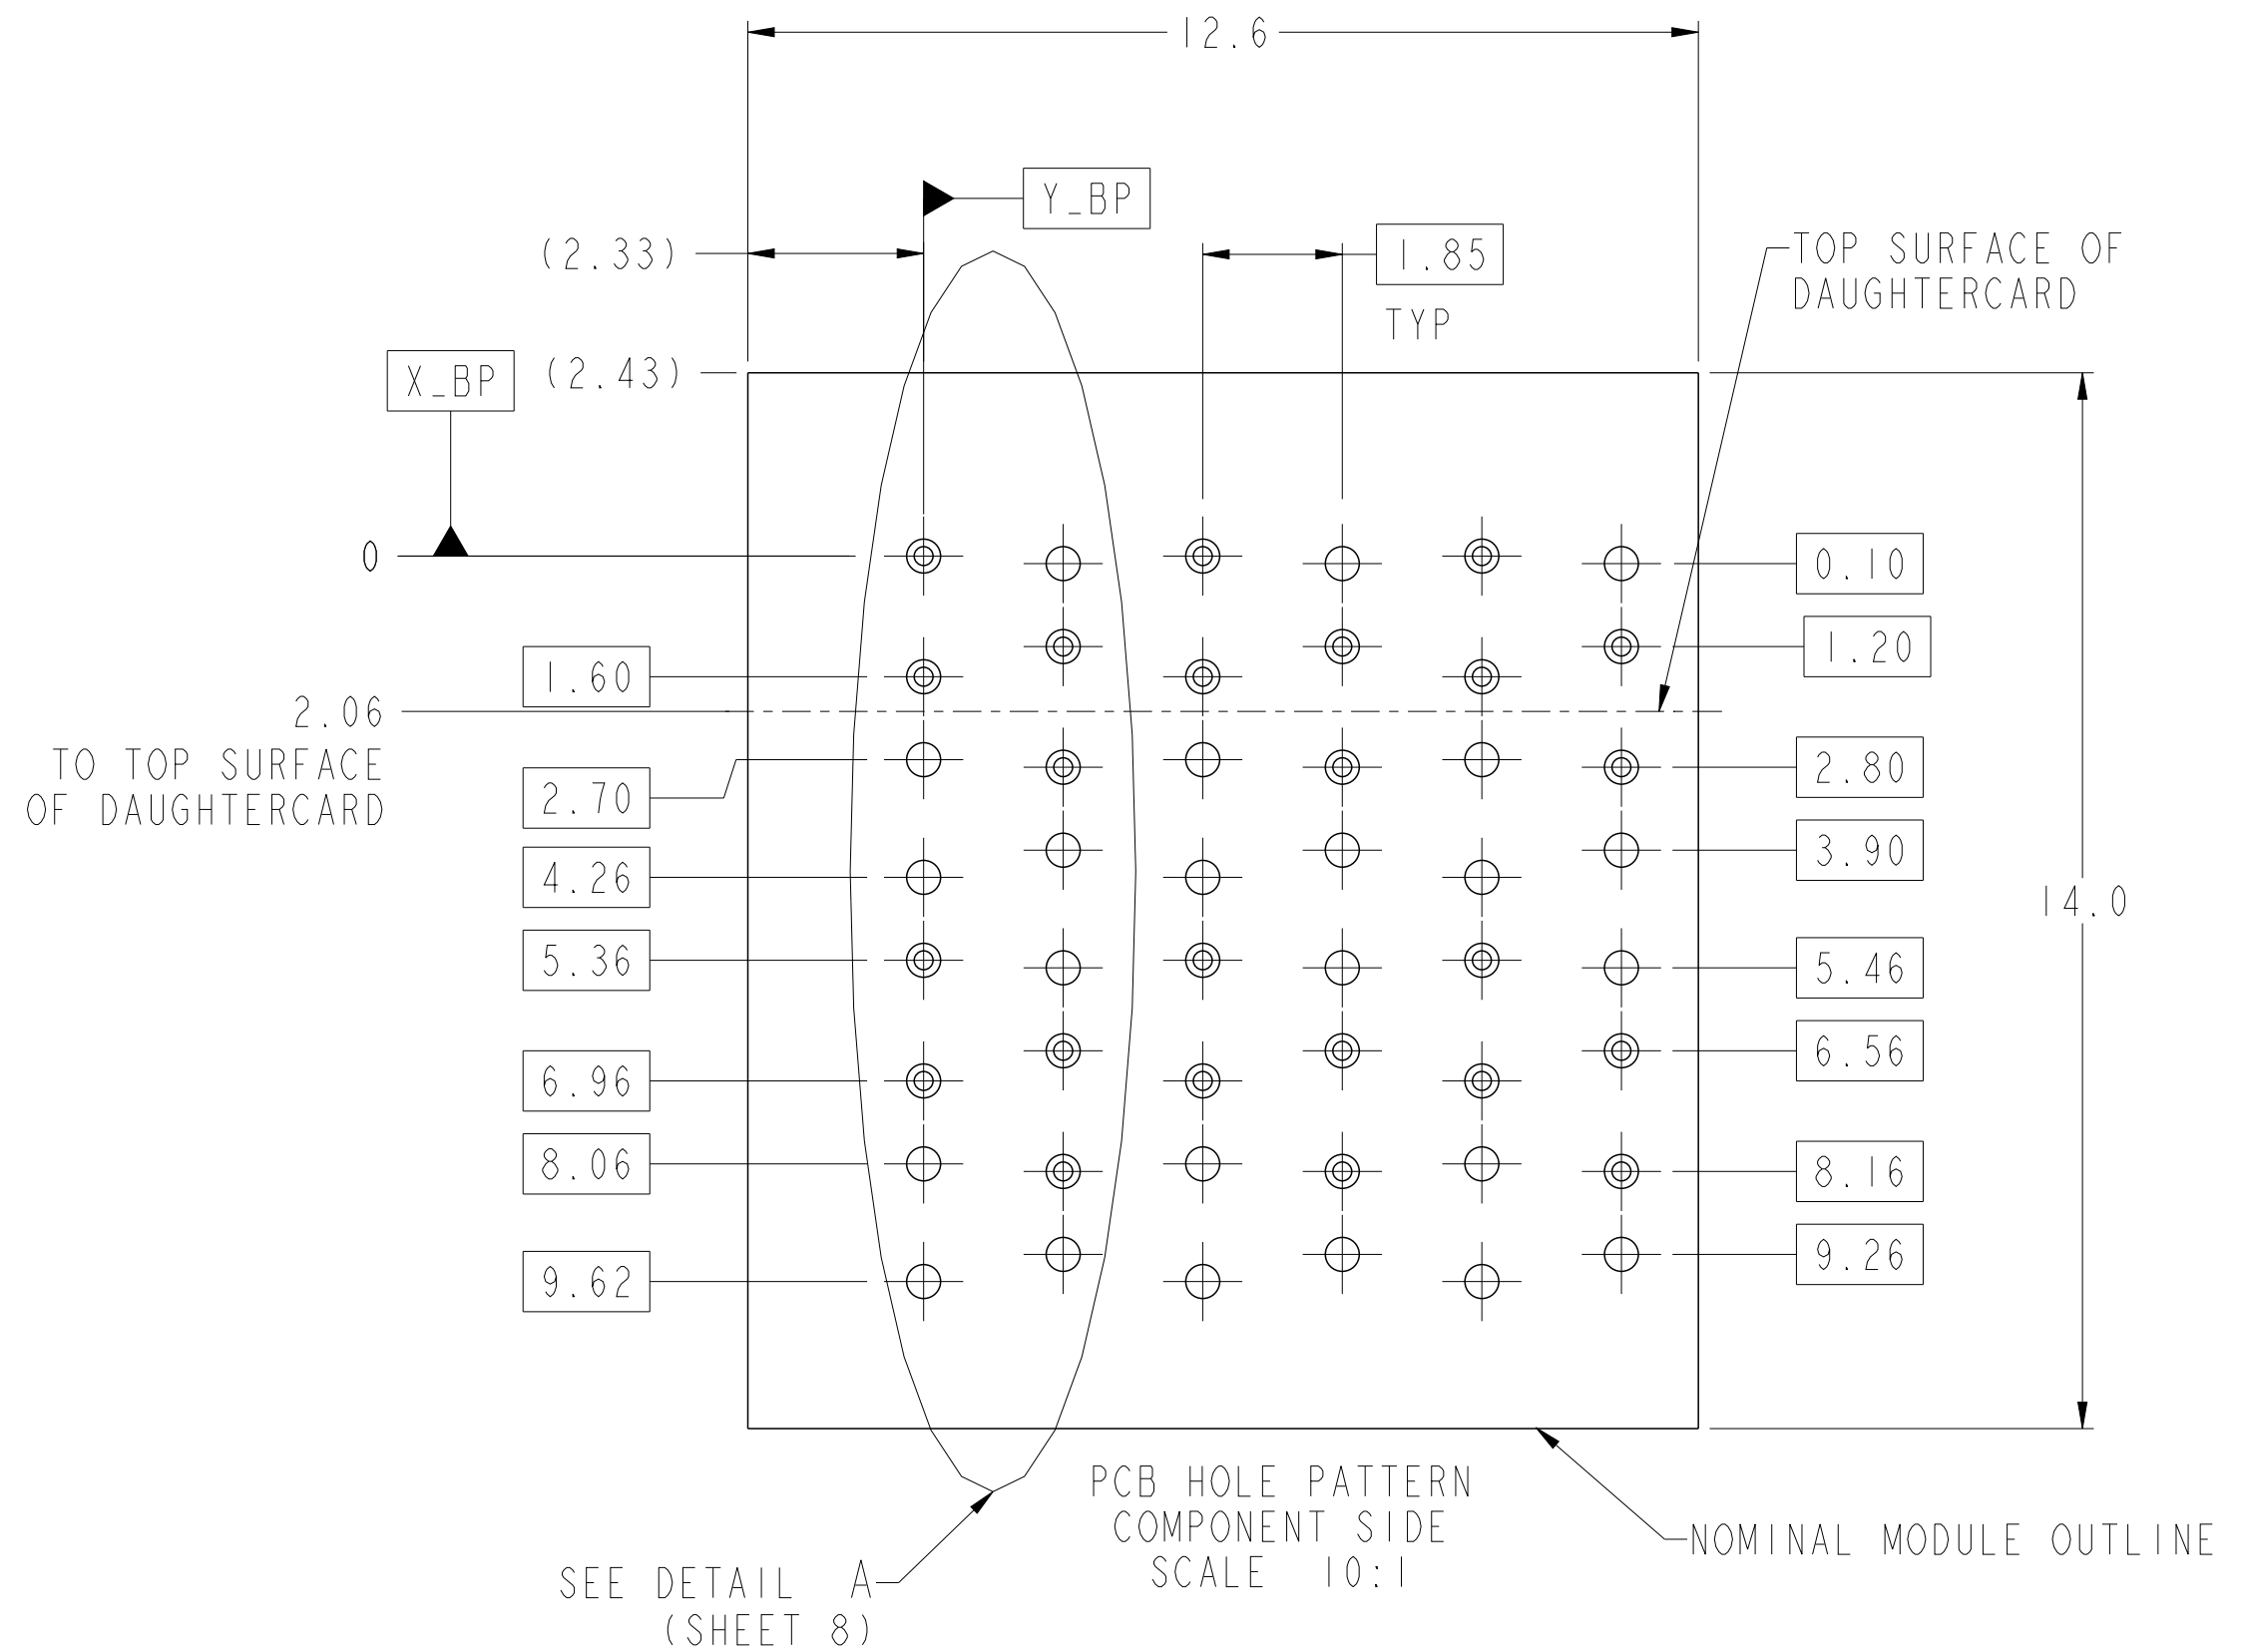 12.6
Y_BP
(2.33)
1.85
TYP
TOP SURFACE OF
DAUGHTERCARD
X_BP
(2.43)
0
0.10
1.20
1.60
2.06
TO TOP SURFACE
OF DAUGHTERCARD
2.70
2.80
4.26
3.90
14.0
5.36
5.46
6.96
6.56
8.06
8.16
9.62
9.26
PCB HOLE PATTERN
COMPONENT SIDE
SCALE 10:1
NOMINAL MODULE OUTLINE
SEE DETAIL A
(SHEET 8)